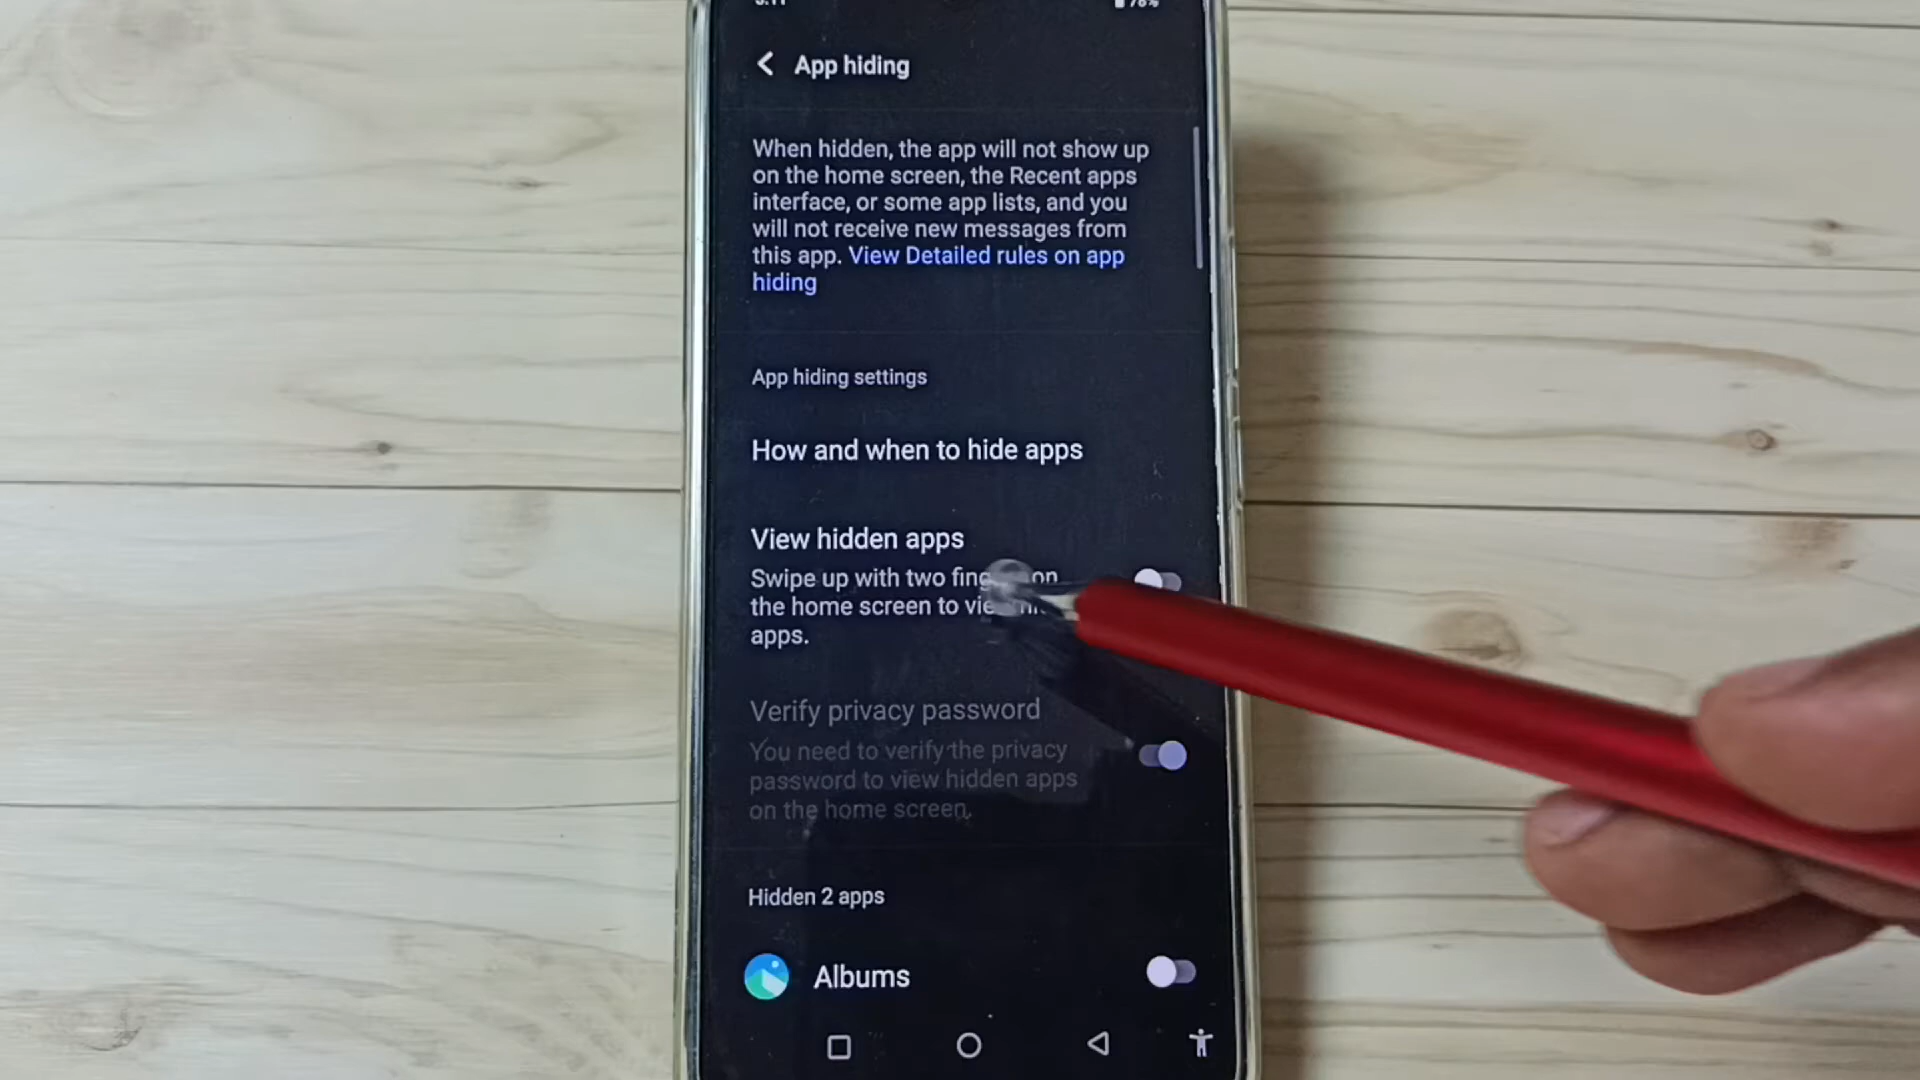 App hiding
When hidden, the app will not show up
on the home screen, the Recent apps
interface, or some app lists, and you
will not receive new messages from
this app. View Detailed rules on app
hiding
App hiding settings
How and when to hide apps
View hidden apps
Swipe up with two on
the home screen to
apps.
Verify privacy password
You need to verify the privacy
password to view hidden apps
on the home screen.
Hidden 2 apps
Albums